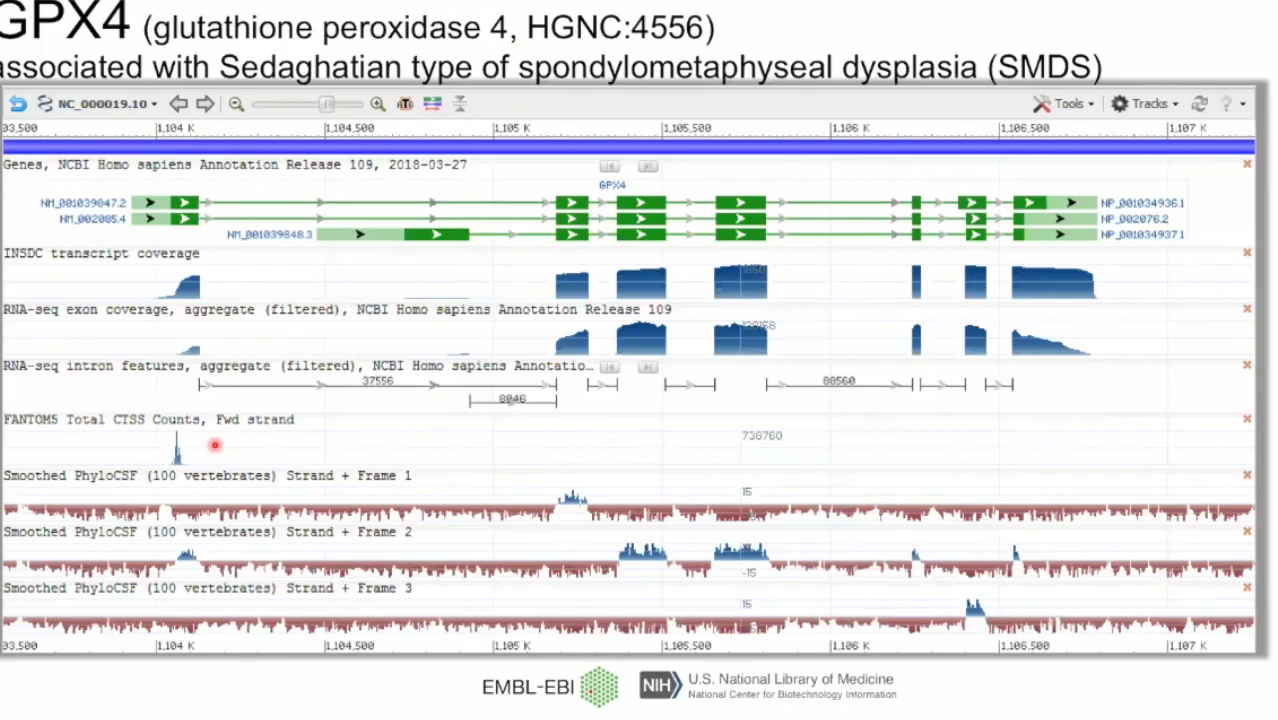 GPX4 (glutathione peroxidase 4, HGNC:4556)
associated with Sedaghatian type of spondylometaphyseal dysplasia (SMDS)
NC_000019.10 Tools Tracks ?
03,500 1,104 K 1,104,500 1,105 K 1,105,500 1,106 K 1,106,500 1,107 K
Genes, NCBI Homo sapiens Annotation Release 109, 2018-03-27
GPX4
NM_001039847.2 NP_001034936.1
NM_002085.4 NP_002076.2
NM_001039848.3 NP_001034937.1
INSDC transcript coverage
RNA-seq exon coverage, aggregate (filtered), NCBI Homo sapiens Annotation Release 109
RNA-seq intron features, aggregate (filtered), NCBI Homo sapiens Annotatio…
37556 88560
8046
FANTOM5 Total CTSS Counts, Fwd strand
Smoothed PhyloCSF (100 vertebrates) Strand + Frame 1
15
Smoothed PhyloCSF (100 vertebrates) Strand + Frame 2
-15
Smoothed PhyloCSF (100 vertebrates) Strand + Frame 3
15
03,500 1,104 K 1,104,500 1,105 K 1,105,500 1,106 K 1,106,500 1,107 K
EMBL-EBI NIH U.S. National Library of Medicine
National Center for Biotechnology Information